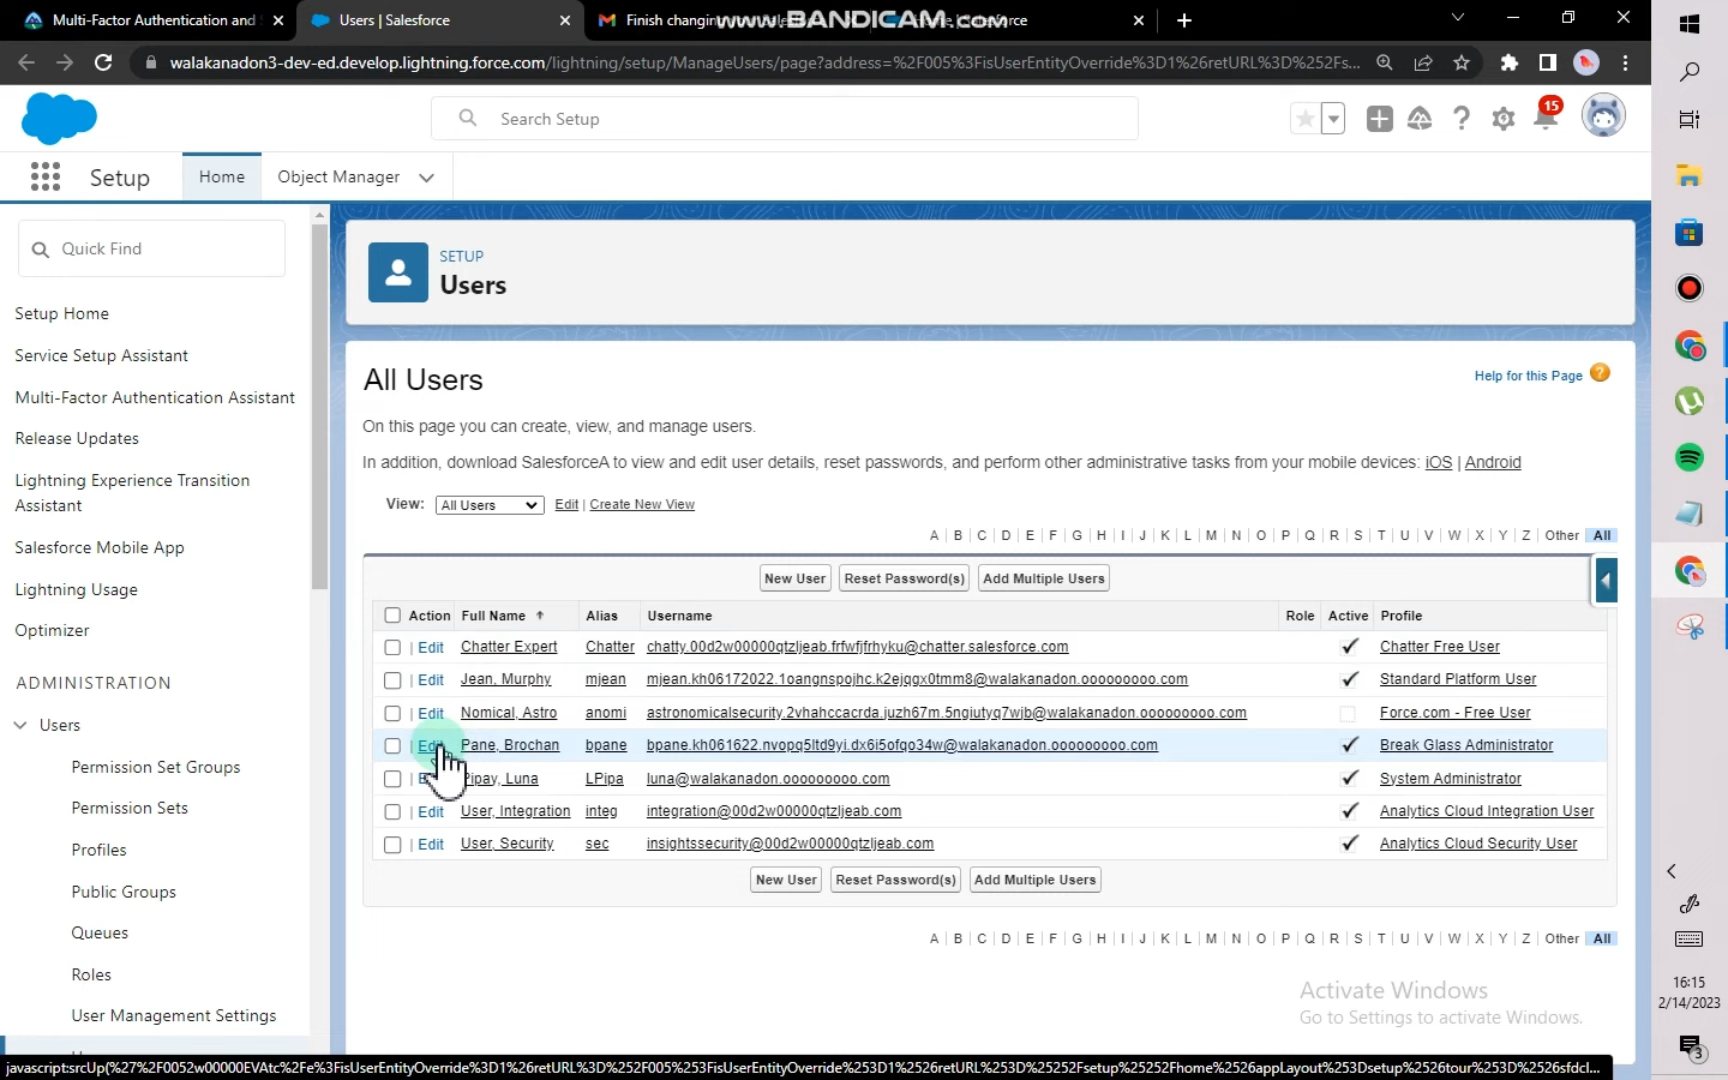 Multi-Factor Authentication and
Users | Salesforce
Finish changing
www.BANDICAM.com
Salesforce
walakanadon3-dev-ed.develop.lightning.force.com/lightning/setup/ManageUsers/page?address=%2F005%3FisUserEntityOverride%3D1%26retURL%3D%252Fs...
Search Setup
15
Setup
Home
Object Manager
Quick Find
Setup Home
Service Setup Assistant
Multi-Factor Authentication Assistant
Release Updates
Lightning Experience Transition
Assistant
Salesforce Mobile App
Lightning Usage
Optimizer
ADMINISTRATION
Users
Permission Set Groups
Permission Sets
Profiles
Public Groups
Queues
Roles
User Management Settings
SETUP
Users
All Users
Help for this Page
On this page you can create, view, and manage users.
In addition, download SalesforceA to view and edit user details, reset passwords, and perform other administrative tasks from your mobile devices: iOS | Android
View: All Users Edit | Create New View
A | B | C | D | E | F | G | H | I | J | K | L | M | N | O | P | Q | R | S | T | U | V | W | X | Y | Z | Other All
New User Reset Password(s) Add Multiple Users
Action Full Name ↑ Alias Username Role Active Profile
| Edit Chatter Expert Chatter chatty.00d2w00000qtzljeab.frfwfjfrhyku@chatter.salesforce.com Chatter Free User
| Edit Jean, Murphy mjean mjean.kh06172022.1oangnspojhc.k2ejqgx0tmm8@walakanadon.ooooooooo.com Standard Platform User
| Edit Nomical, Astro anomi astronomicalsecurity.2vhahccacrda.juzh67m.5ngiutyq7wjb@walakanadon.ooooooooo.com Force.com - Free User
| Edit Pane, Brochan bpane bpane.kh061622.nvopq5ltd9yi.dx6i5ofqo34w@walakanadon.ooooooooo.com Break Glass Administrator
Pipay, Luna LPipa luna@walakanadon.ooooooooo.com System Administrator
| Edit User, Integration integ integration@00d2w00000qtzljeab.com Analytics Cloud Integration User
| Edit User, Security sec insightssecurity@00d2w00000qtzljeab.com Analytics Cloud Security User
New User Reset Password(s) Add Multiple Users
A | B | C | D | E | F | G | H | I | J | K | L | M | N | O | P | Q | R | S | T | U | V | W | X | Y | Z | Other All
Activate Windows
Go to Settings to activate Windows.
16:15
2/14/2023
3
javascript:srcUp(%27%2F0052w00000EVAtc%2Fe%3FisUserEntityOverride%3D1%26retURL%3D%252F005%253FisUserEntityOverride%253D1%2526retURL%253D%25252Fsetup%25252Fhome%2526appLayout%253Dsetup%2526tour%253D%2526sfdcl...